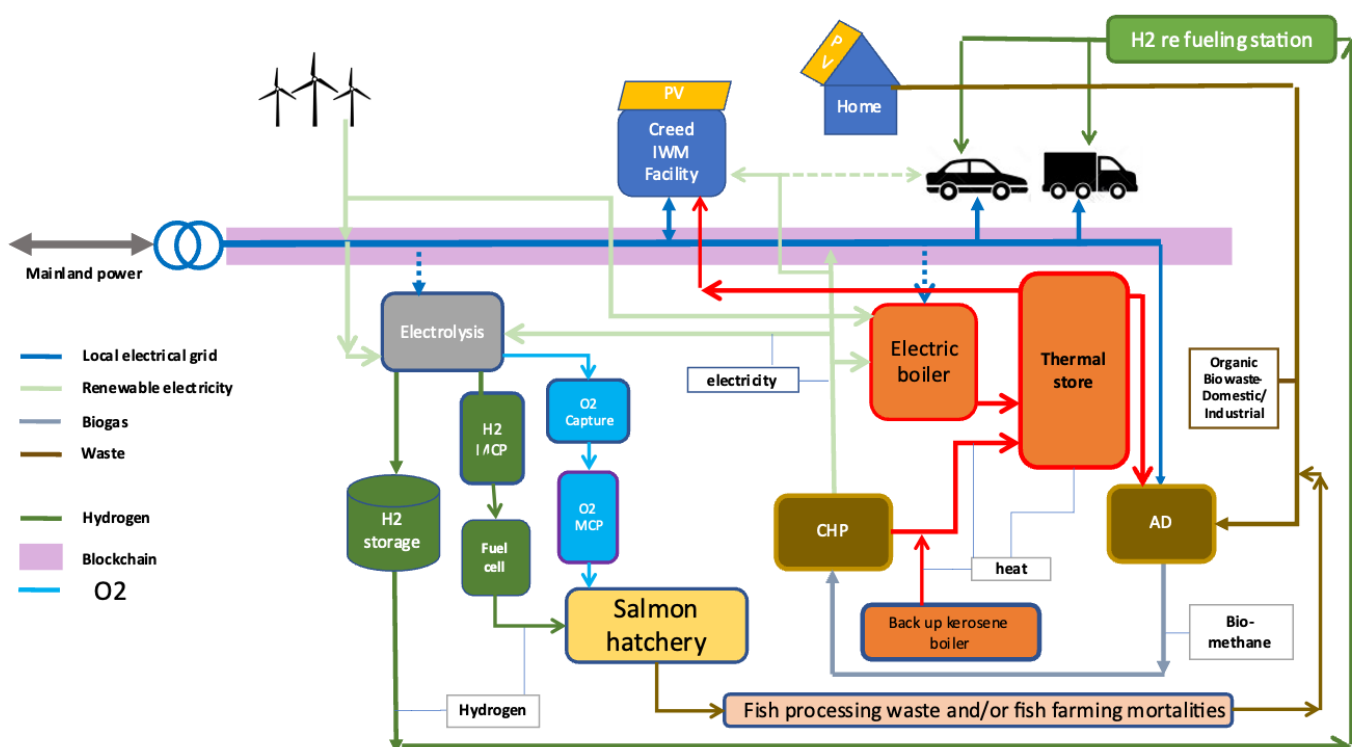 H2 re fueling station
P
V
Home
PV
Creed
IWM
Facility
Mainland power
Electrolysis
Electric
boiler
Thermal
store
Organic
Biowaste-
Domestic/
Industrial
electricity
Local electrical grid
Renewable electricity
Biogas
Waste
Hydrogen
Blockchain
O2
O2
Capture
H2
MCP
O2
MCP
H2
storage
Fuel
cell
CHP
AD
heat
Salmon
hatchery
Back up kerosene
boiler
Bio-
methane
Hydrogen
Fish processing waste and/or fish farming mortalities